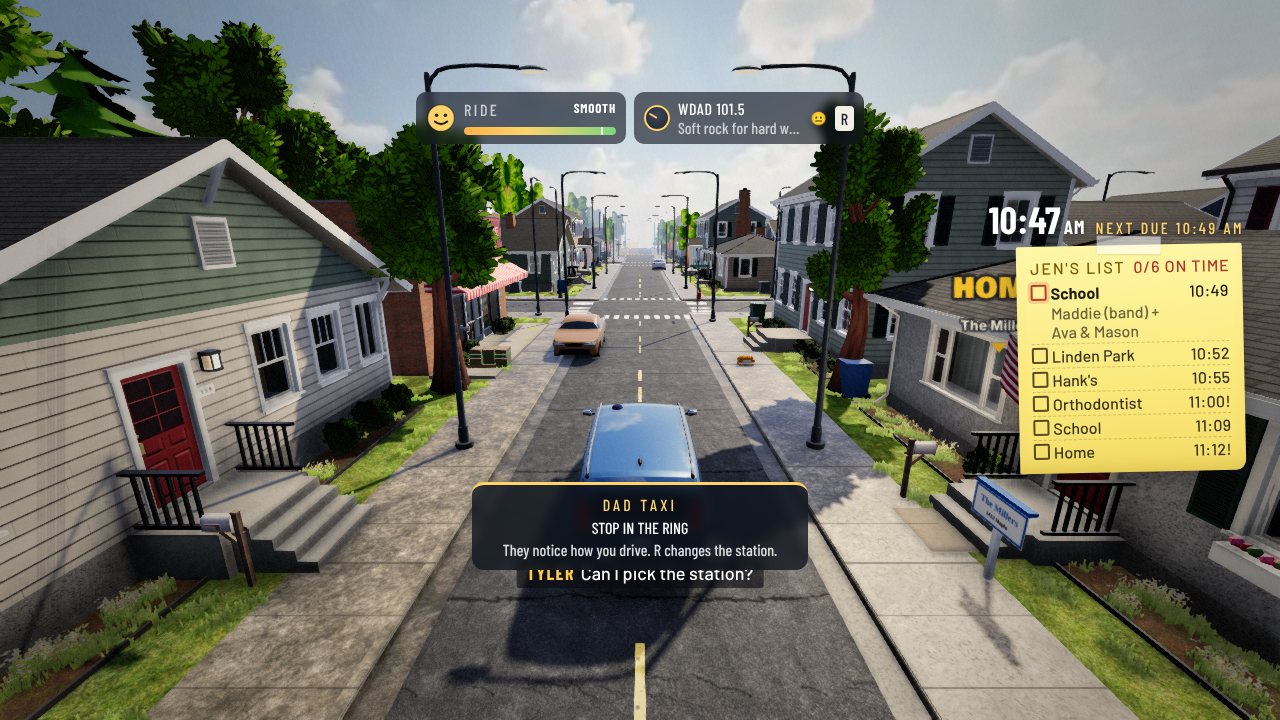 RIDE SMOOTH
WDAD 101.5
Soft rock for hard w...
R
10:47 AM NEXT DUE 10:49 AM
JEN'S LIST 0/6 ON TIME
School 10:49
Maddie (band) +
Ava & Mason
Linden Park 10:52
Hank's 10:55
Orthodontist 11:00!
School 11:09
Home 11:12!
HOM
The Mill
The Millers
DAD TAXI
STOP IN THE RING
They notice how you drive. R changes the station.
TYLER Can I pick the station?